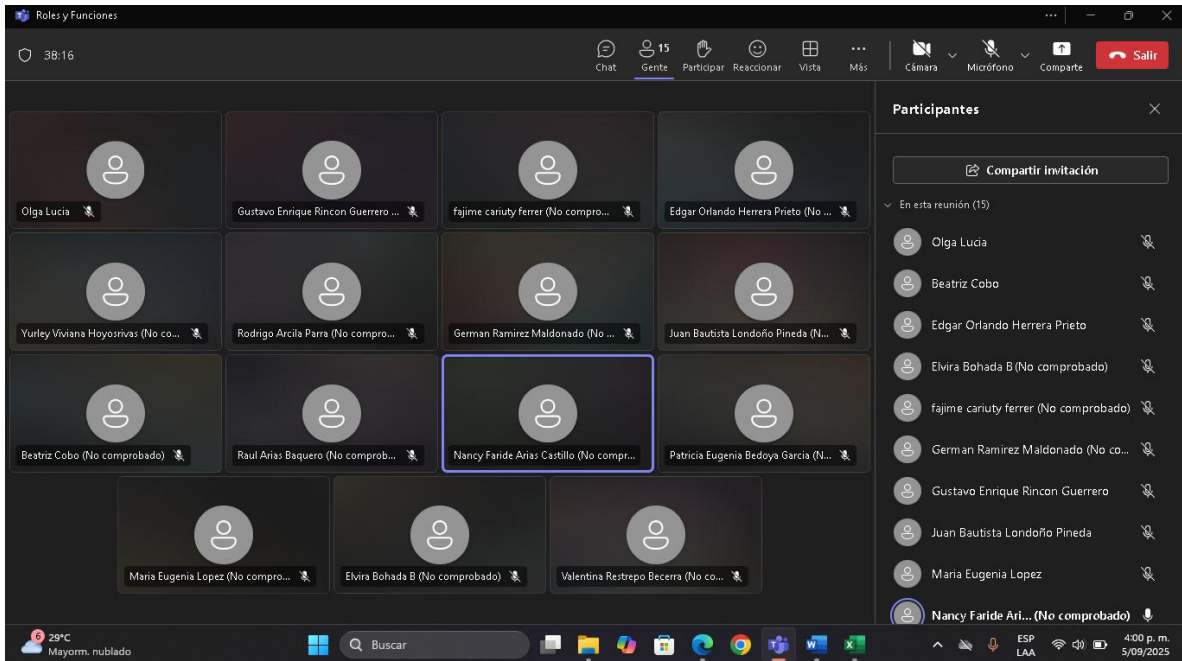 Roles y Funciones
38:16
Chat
15
Gente
Participar
Reaccionar
Vista
Más
Cámara
Micrófono
Comparte
Salir
Olga Lucia
Gustavo Enrique Rincon Guerrero ...
fajime cariuty ferrer (No compro...
Edgar Orlando Herrera Prieto (No ...
Yurley Viviana Hoyosrivas (No co...
Rodrigo Arcila Parra (No compro...
German Ramirez Maldonado (No ...
Juan Bautista Londoño Pineda (N...
Beatriz Cobo (No comprobado)
Raul Arias Baquero (No comprob...
Nancy Faride Arias Castillo (No compr...
Patricia Eugenia Bedoya Garcia (N...
Maria Eugenia Lopez (No compro...
Elvira Bohada B (No comprobado)
Valentina Restrepo Becerra (No co...
Participantes
Compartir invitación
En esta reunión (15)
Olga Lucia
Beatriz Cobo
Edgar Orlando Herrera Prieto
Elvira Bohada B (No comprobado)
fajime cariuty ferrer (No comprobado)
German Ramirez Maldonado (No co...
Gustavo Enrique Rincon Guerrero
Juan Bautista Londoño Pineda
Maria Eugenia Lopez
Nancy Faride Ari... (No comprobado)
6
29°C
Mayorm. nublado
Buscar
ESP
LAA
4:00 p. m.
5/09/2025